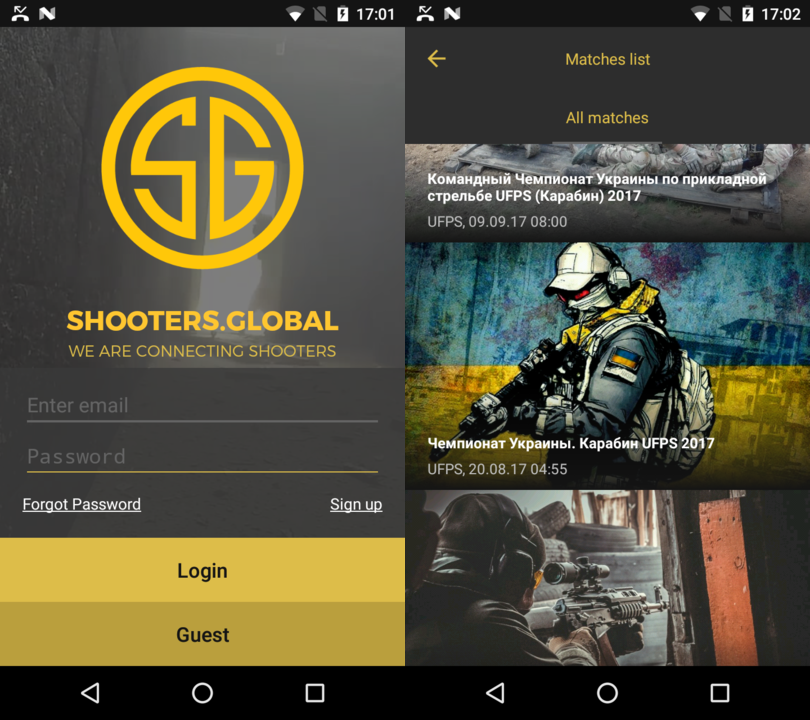 17:01
SG
SHOOTERS.GLOBAL
WE ARE CONNECTING SHOOTERS
Enter email
Password
Forgot Password
Sign up
Login
Guest
17:02
Matches list
All matches
Командный Чемпионат Украины по прикладной
стрельбе UFPS (Карабин) 2017
UFPS, 09.09.17 08:00
Чемпионат Украины. Карабин UFPS 2017
UFPS, 20.08.17 04:55